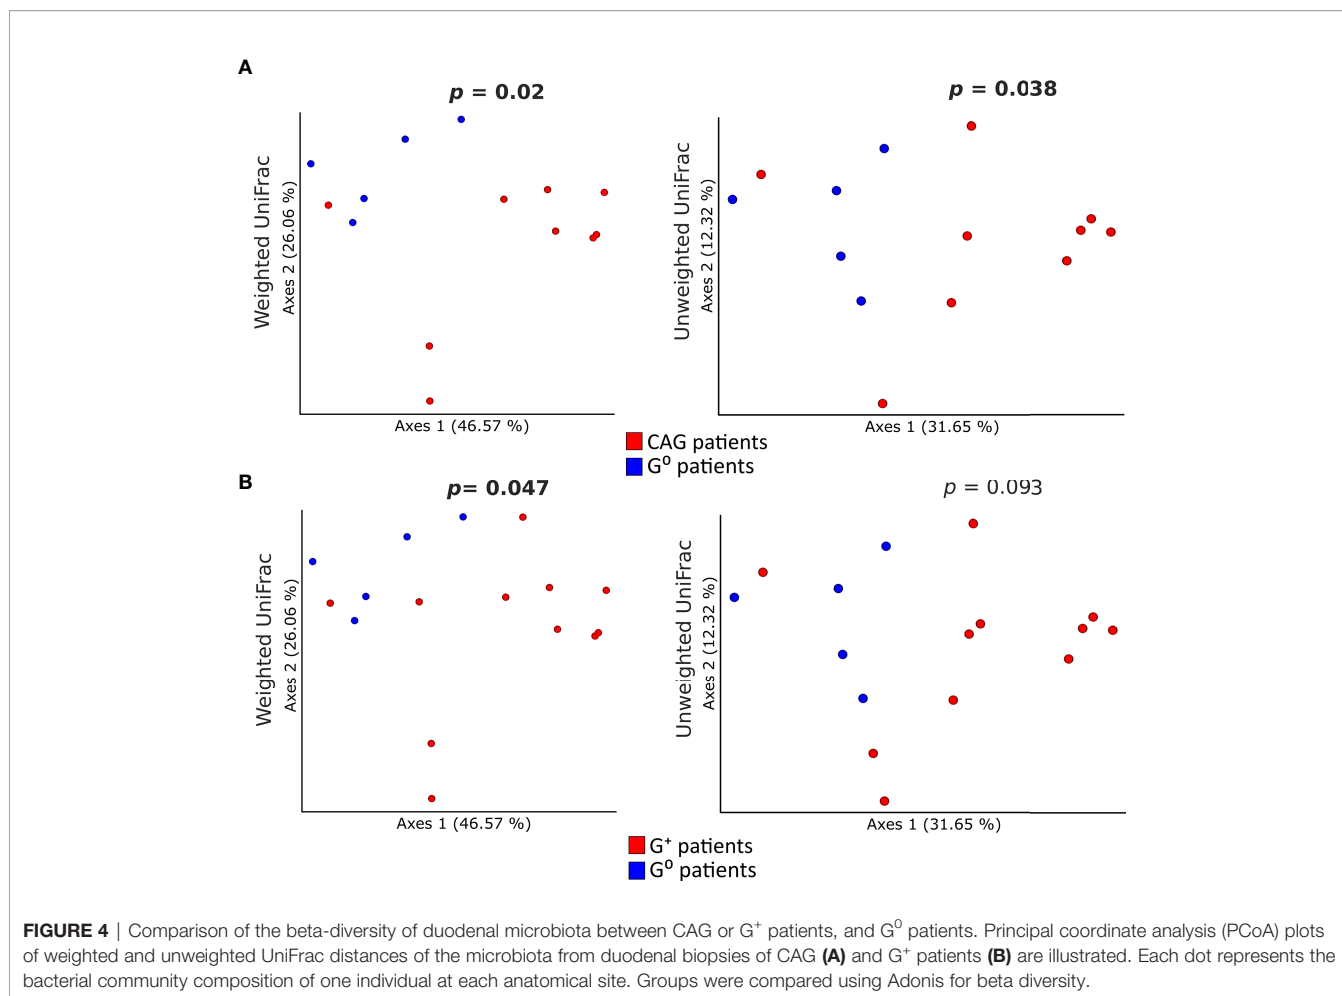 A
p = 0.02
p = 0.038
Weighted UniFrac
Axes 2 (26.06 %)
Unweighted UniFrac
Axes 2 (12.32 %)
Axes 1 (46.57 %)
Axes 1 (31.65 %)
CAG patients
G⁰ patients
B
p= 0.047
p = 0.093
Weighted UniFrac
Axes 2 (26.06 %)
Unweighted UniFrac
Axes 2 (12.32 %)
Axes 1 (46.57 %)
Axes 1 (31.65 %)
G⁺ patients
G⁰ patients
FIGURE 4 | Comparison of the beta-diversity of duodenal microbiota between CAG or G⁺ patients, and G⁰ patients. Principal coordinate analysis (PCoA) plots
of weighted and unweighted UniFrac distances of the microbiota from duodenal biopsies of CAG (A) and G⁺ patients (B) are illustrated. Each dot represents the
bacterial community composition of one individual at each anatomical site. Groups were compared using Adonis for beta diversity.